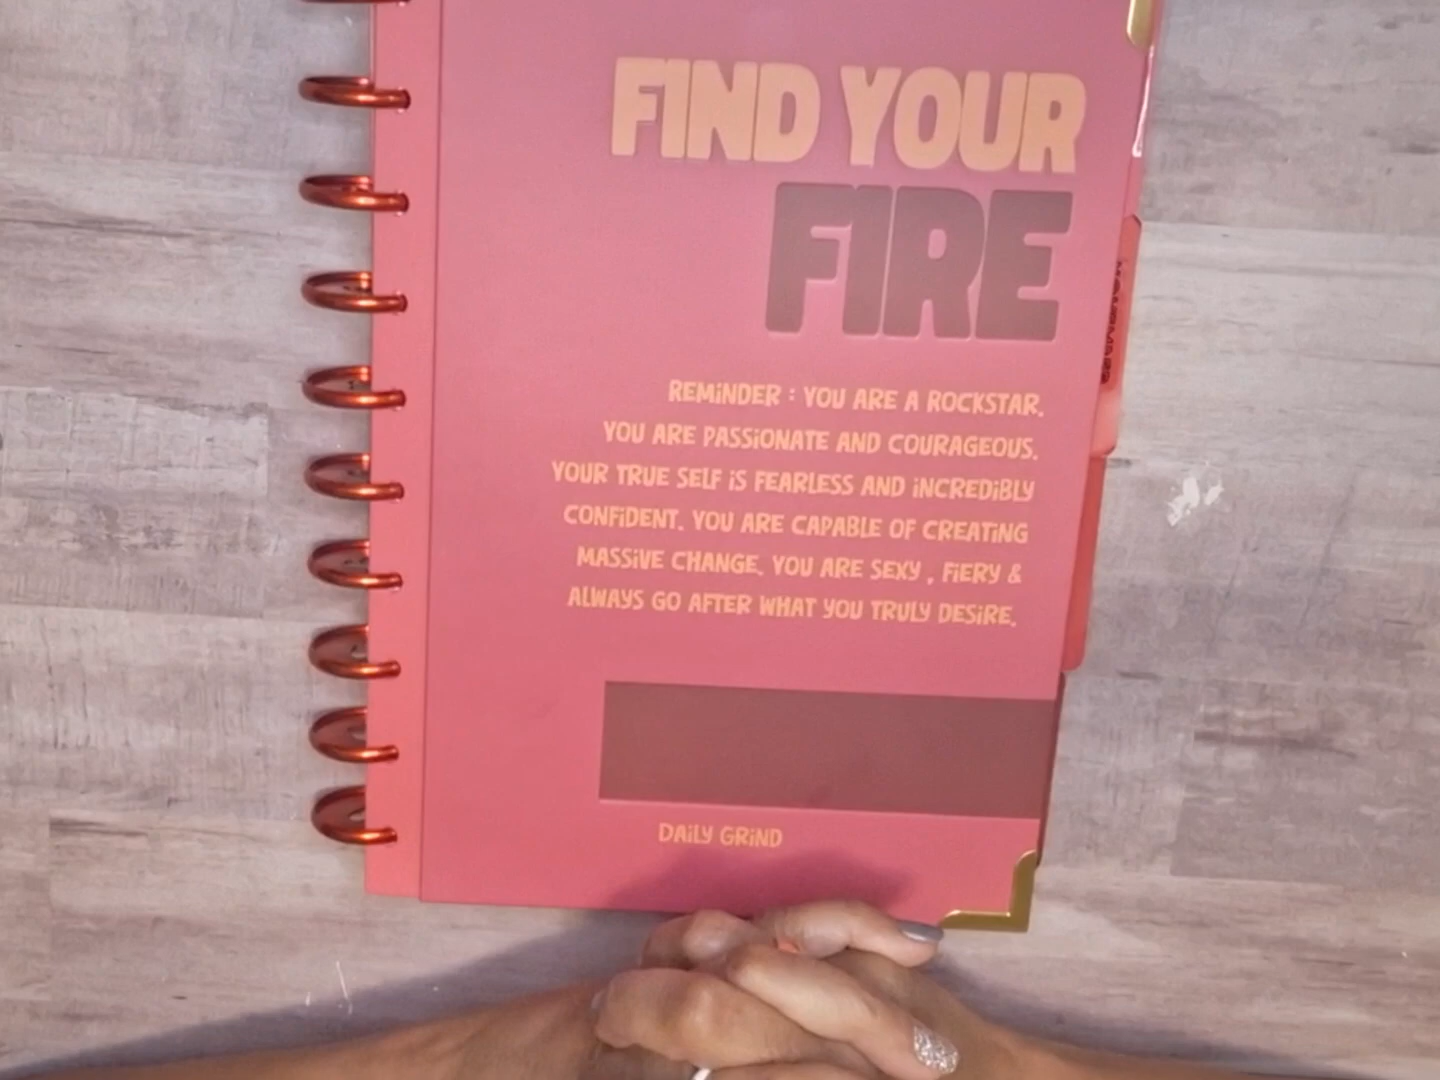 FIND YOUR
FIRE
REMINDER : YOU ARE A ROCKSTAR.
YOU ARE PASSIONATE AND COURAGEOUS.
YOUR TRUE SELF IS FEARLESS AND INCREDIBLY
CONFIDENT. YOU ARE CAPABLE OF CREATING
MASSIVE CHANGE. YOU ARE SEXY , FIERY &
ALWAYS GO AFTER WHAT YOU TRULY DESIRE.
DAILY GRIND